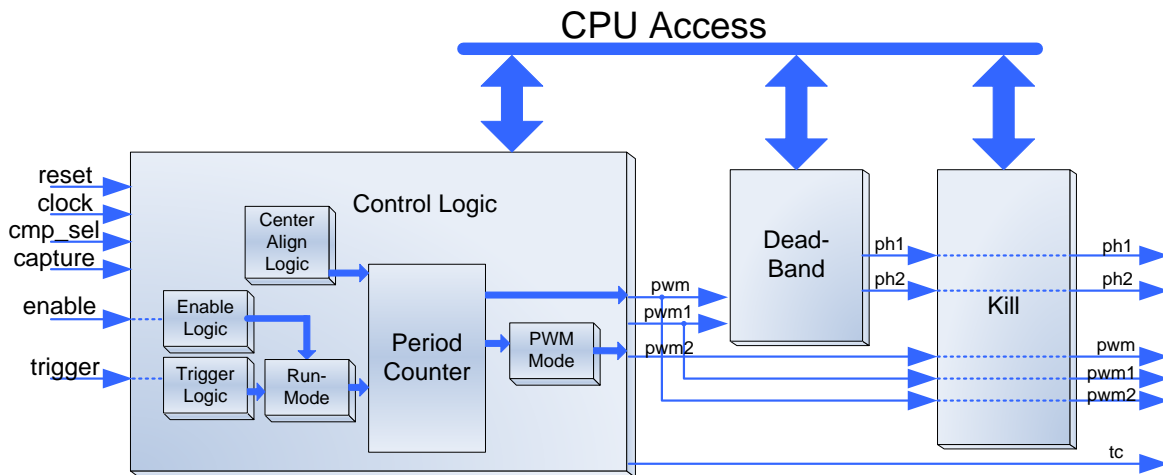 CPU Access
reset
clock
cmp_sel
capture
enable
trigger
Control Logic
Center
Align
Logic
Enable
Logic
Trigger
Logic
Run-
Mode
Period
Counter
PWM
Mode
pwm
pwm1
pwm2
Dead-
Band
ph1
ph2
Kill
ph1
ph2
pwm
pwm1
pwm2
tc